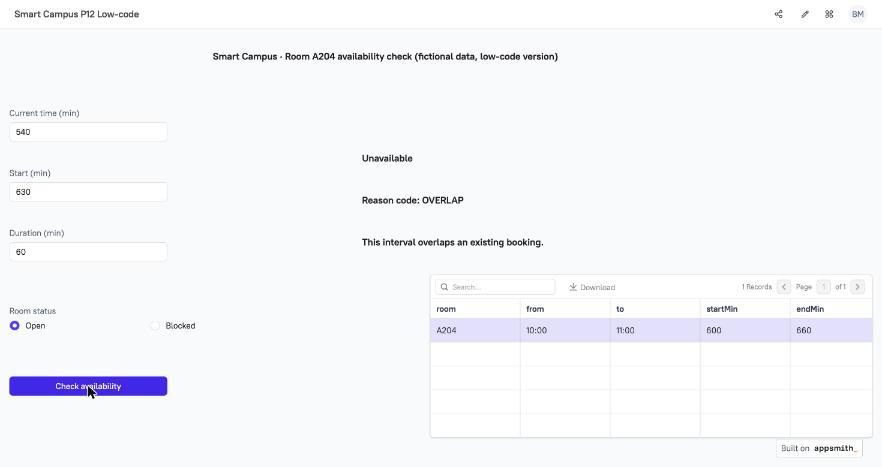 Smart Campus P12 Low-code
BM
Smart Campus - Room A204 availability check (fictional data, low-code version)
Current time (min)
540
Start (min)
630
Duration (min)
60
Room status
Open
Blocked
Check availability
Unavailable
Reason code: OVERLAP
This interval overlaps an existing booking.
Search...
Download
1 Records
Page 1 of 1
room from to startMin endMin
A204 10:00 11:00 600 660
Built on appsmith_